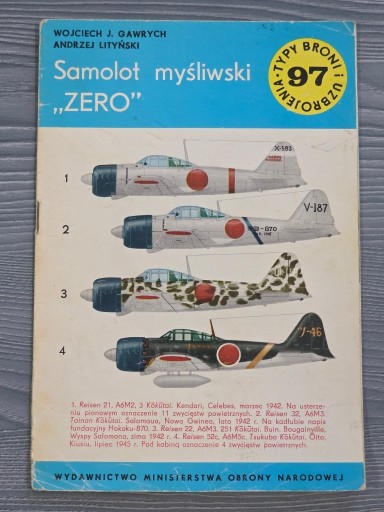 WOJCIECH J. GAWRYCH
ANDRZEJ LITYŃSKI
Samolot myśliwski
„ZERO”
TYPY BRONI i UZBROJENIA
97
1
X-183
2
V-187
3
4
1. Reisen 21, A6M2, 3 Kōkūtai. Kendari, Celebes, marzec 1942. Na usterze-
niu pionowym oznaczenie 11 zwycięstw powietrznych. 2. Reisen 32, A6M3.
Tainan Kōkūtai. Salamaua, Nowa Gwinea, lato 1942 r. Na kadłubie napis
fundacyjny Hokoku-870. 3. Reisen 22, A6M3. 251 Kōkūtai. Buin. Bougainville,
Wyspy Salomona, zima 1942 r. 4. Reisen 52c, A6M5c, Tsukuba Kōkūtai. Ōita,
Kiusiu, lipiec 1945 r. Pod kabiną oznaczenie 4 zwycięstw powietrznych.
WYDAWNICTWO MINISTERSTWA OBRONY NARODOWEJ